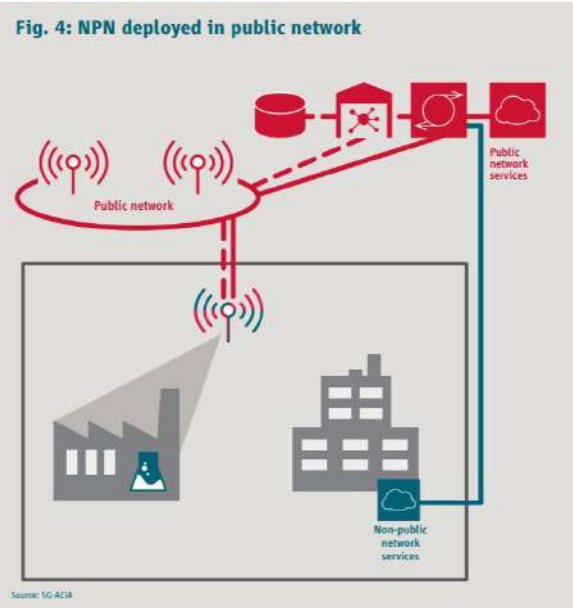 Fig. 4: NPN deployed in public network
Public
network
services
Public network
Non-public
network
services
Source: 5G-ACIA